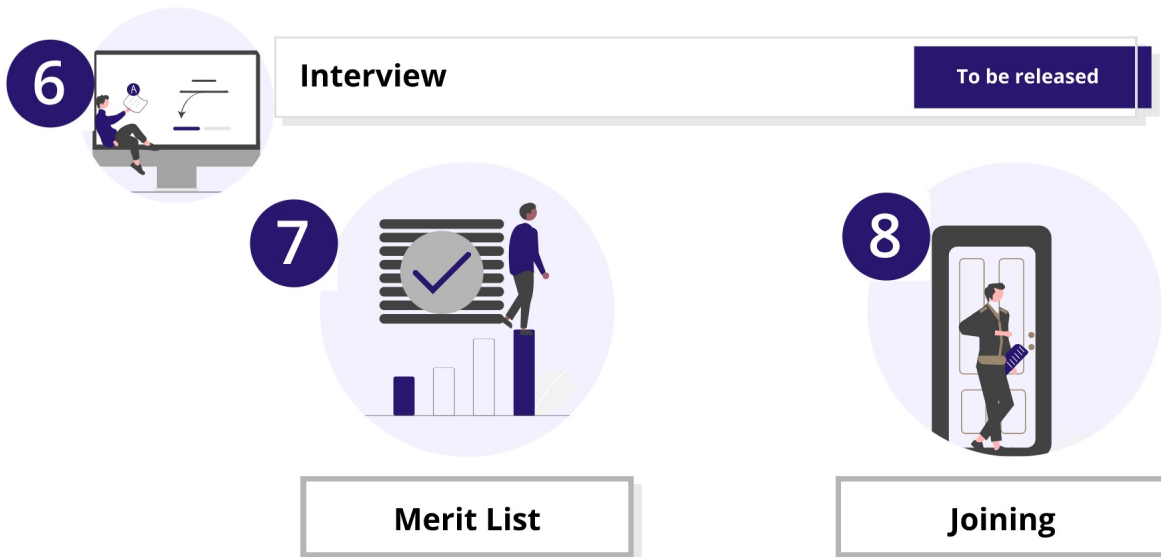 6
A
Interview
To be released
7
8
Merit List
Joining